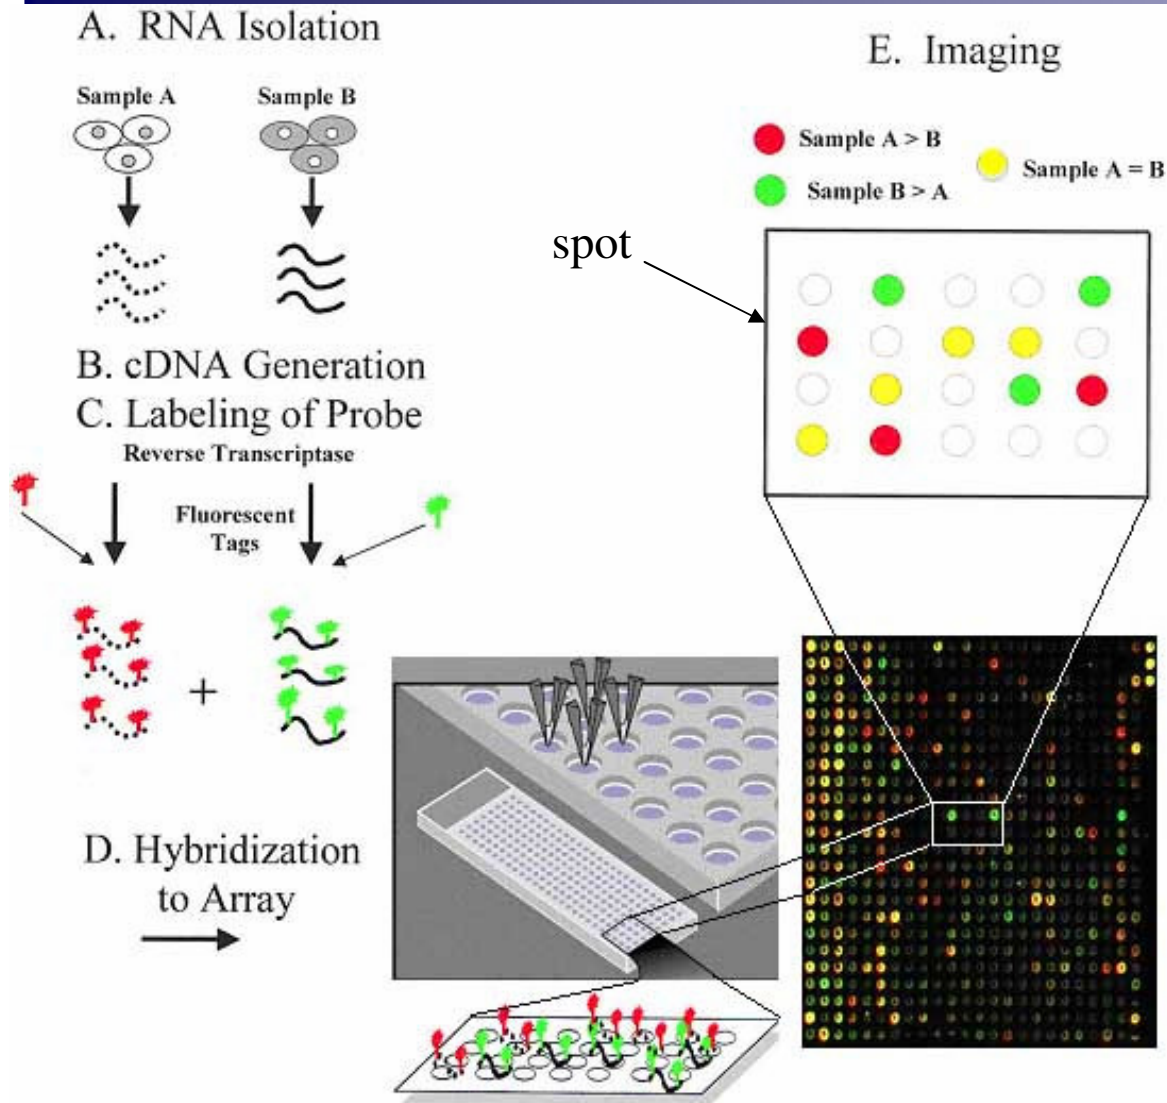 A. RNA Isolation
Sample A
Sample B
B. cDNA Generation
C. Labeling of Probe
Reverse Transcriptase
Fluorescent
Tags
+
D. Hybridization
to Array
E. Imaging
Sample A > B
Sample B > A
Sample A = B
spot